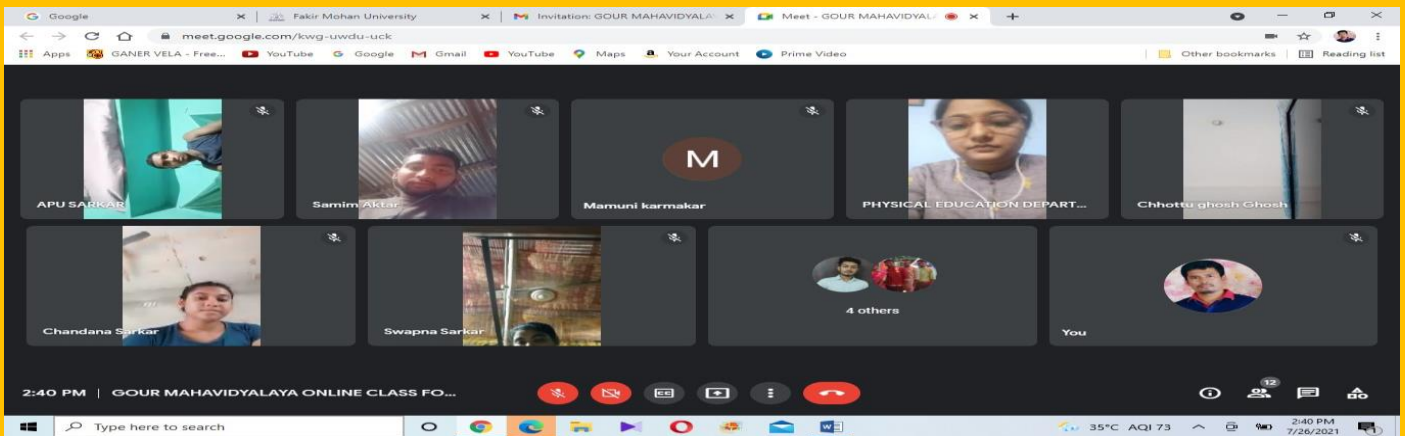 Google
Fakir Mohan University
Invitation: GOUR MAHAVIDYALA
Meet - GOUR MAHAVIDYAL
meet.google.com/kwg-uwdu-uck
Apps GANER VELA - Free... YouTube Google Gmail YouTube Maps Your Account Prime Video Other bookmarks Reading list
APU SARKAR
Samim Aktar
M
Mamuni karmakar
PHYSICAL EDUCATION DEPART...
Chhottu ghosh Ghosh
Chandana Sarkar
Swapna Sarkar
4 others
You
2:40 PM | GOUR MAHAVIDYALAYA ONLINE CLASS FO...
CC
12
Type here to search
35°C AQI 73
2:40 PM
7/26/2021